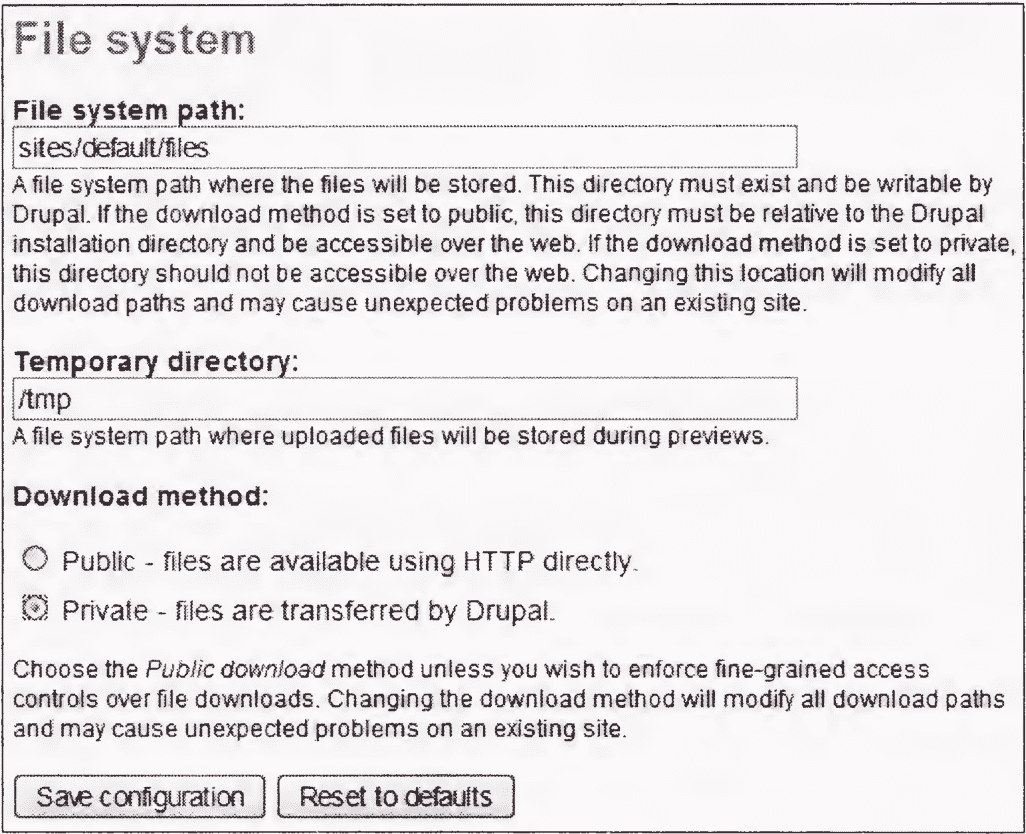 File system
File system path:
sites/default/files
A file system path where the files will be stored. This directory must exist and be writable by
Drupal. If the download method is set to public, this directory must be relative to the Drupal
installation directory and be accessible over the web. If the download method is set to private,
this directory should not be accessible over the web. Changing this location will modify all
download paths and may cause unexpected problems on an existing site.
Temporary directory:
/tmp
A file system path where uploaded files will be stored during previews.
Download method:
Public - files are available using HTTP directly.
Private - files are transferred by Drupal.
Choose the Public download method unless you wish to enforce fine-grained access
controls over file downloads. Changing the download method will modify all download paths
and may cause unexpected problems on an existing site.
Save configuration Reset to defaults